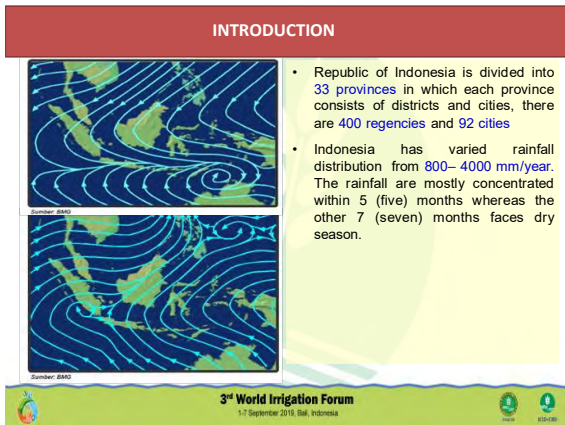 INTRODUCTION
• Republic of Indonesia is divided into
33 provinces in which each province
consists of districts and cities, there
are 400 regencies and 92 cities
• Indonesia has varied rainfall
distribution from 800– 4000 mm/year.
The rainfall are mostly concentrated
within 5 (five) months whereas the
other 7 (seven) months faces dry
season.
Sumber: BMG
Sumber: BMG
3rd World Irrigation Forum
1-7 September 2019, Bali, Indonesia